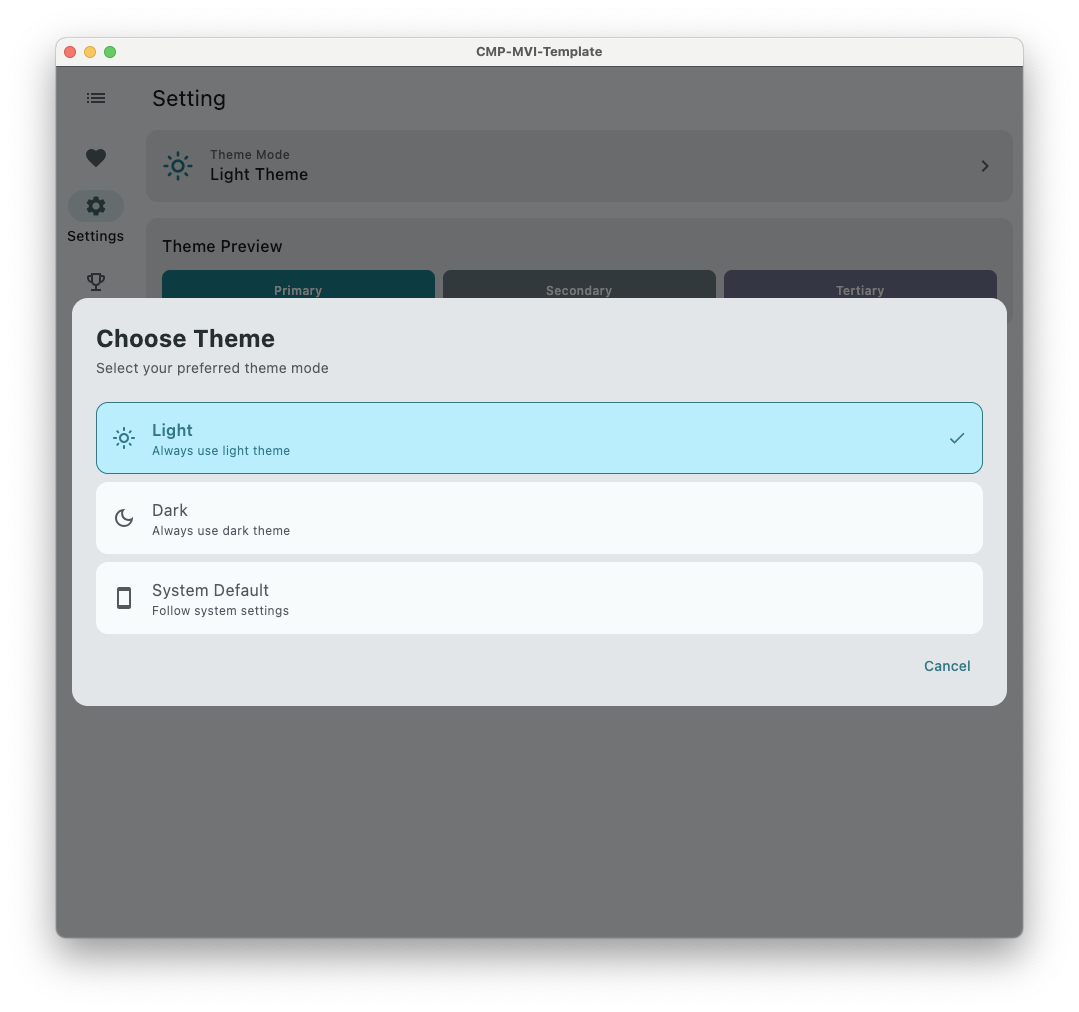 CMP-MVI-Template
Setting
Theme Mode
Light Theme
Settings
Theme Preview
Primary
Secondary
Tertiary
Choose Theme
Select your preferred theme mode
Light
Always use light theme
Dark
Always use dark theme
System Default
Follow system settings
Cancel